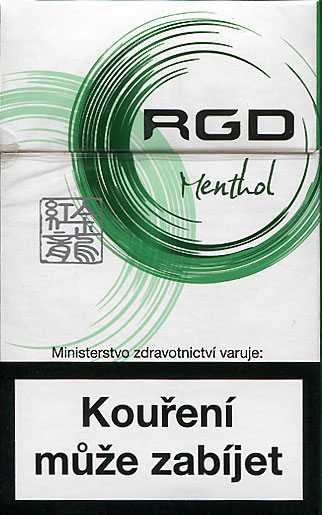 RGD
Menthol
Ministerstvo zdravotnictví varuje:
Kouření
může zabíjet